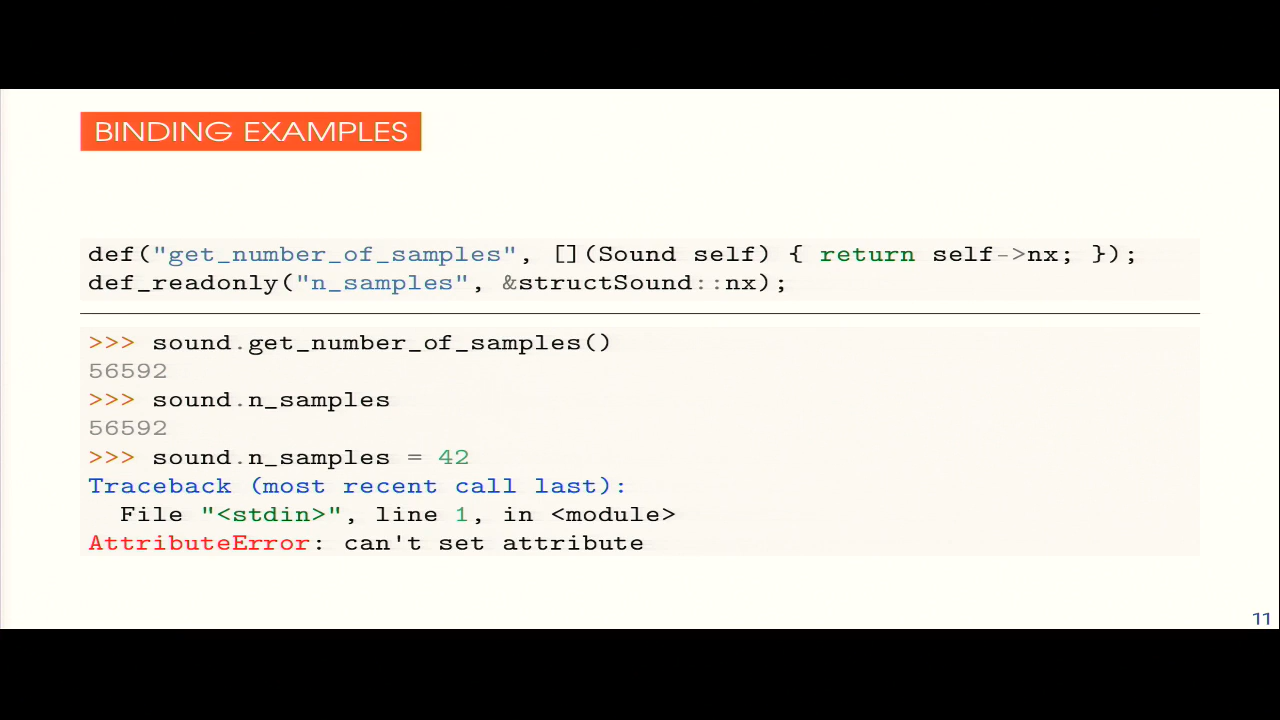 BINDING EXAMPLES
def("get_number_of_samples", [](Sound self) { return self->nx; });
def_readonly("n_samples", &structSound::nx);
>>> sound.get_number_of_samples()
56592
>>> sound.n_samples
56592
>>> sound.n_samples = 42
Traceback (most recent call last):
  File "<stdin>", line 1, in <module>
AttributeError: can't set attribute
11